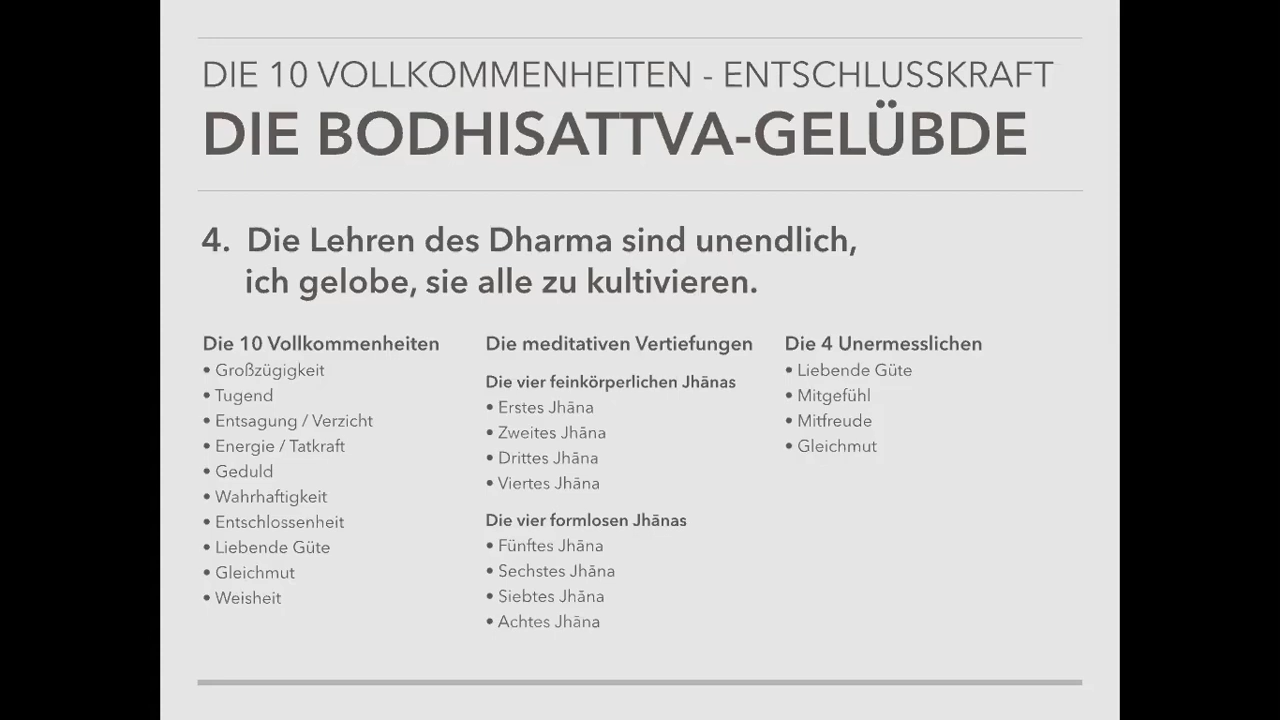 DIE 10 VOLLKOMMENHEITEN - ENTSCHLUSSKRAFT
DIE BODHISATTVA-GELÜBDE
4. Die Lehren des Dharma sind unendlich,
ich gelobe, sie alle zu kultivieren.
Die 10 Vollkommenheiten
• Großzügigkeit
• Tugend
• Entsagung / Verzicht
• Energie / Tatkraft
• Geduld
• Wahrhaftigkeit
• Entschlossenheit
• Liebende Güte
• Gleichmut
• Weisheit
Die meditativen Vertiefungen
Die vier feinkörperlichen Jhānas
• Erstes Jhāna
• Zweites Jhāna
• Drittes Jhāna
• Viertes Jhāna
Die vier formlosen Jhānas
• Fünftes Jhāna
• Sechstes Jhāna
• Siebtes Jhāna
• Achtes Jhāna
Die 4 Unermesslichen
• Liebende Güte
• Mitgefühl
• Mitfreude
• Gleichmut